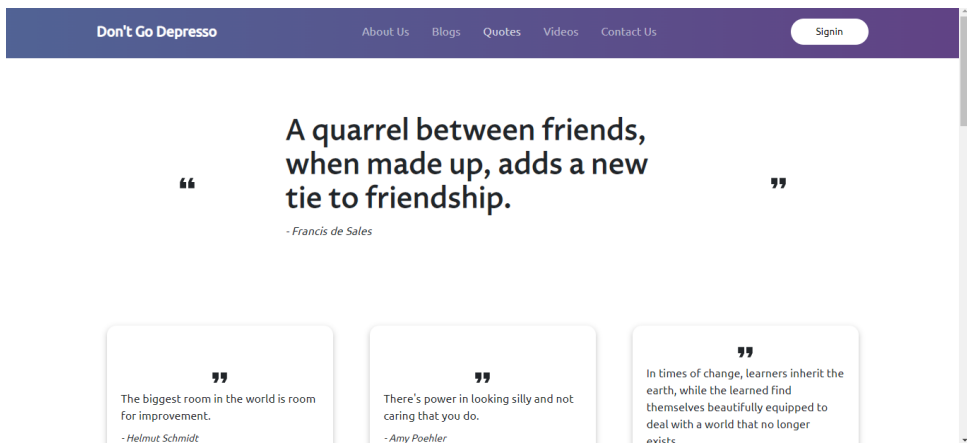 Don't Go Depresso
About Us
Blogs
Quotes
Videos
Contact Us
Signin
“
A quarrel between friends,
when made up, adds a new
tie to friendship.
”
- Francis de Sales
”
The biggest room in the world is room
for improvement.
- Helmut Schmidt
”
There's power in looking silly and not
caring that you do.
- Amy Poehler
”
In times of change, learners inherit the
earth, while the learned find
themselves beautifully equipped to
deal with a world that no longer
exists